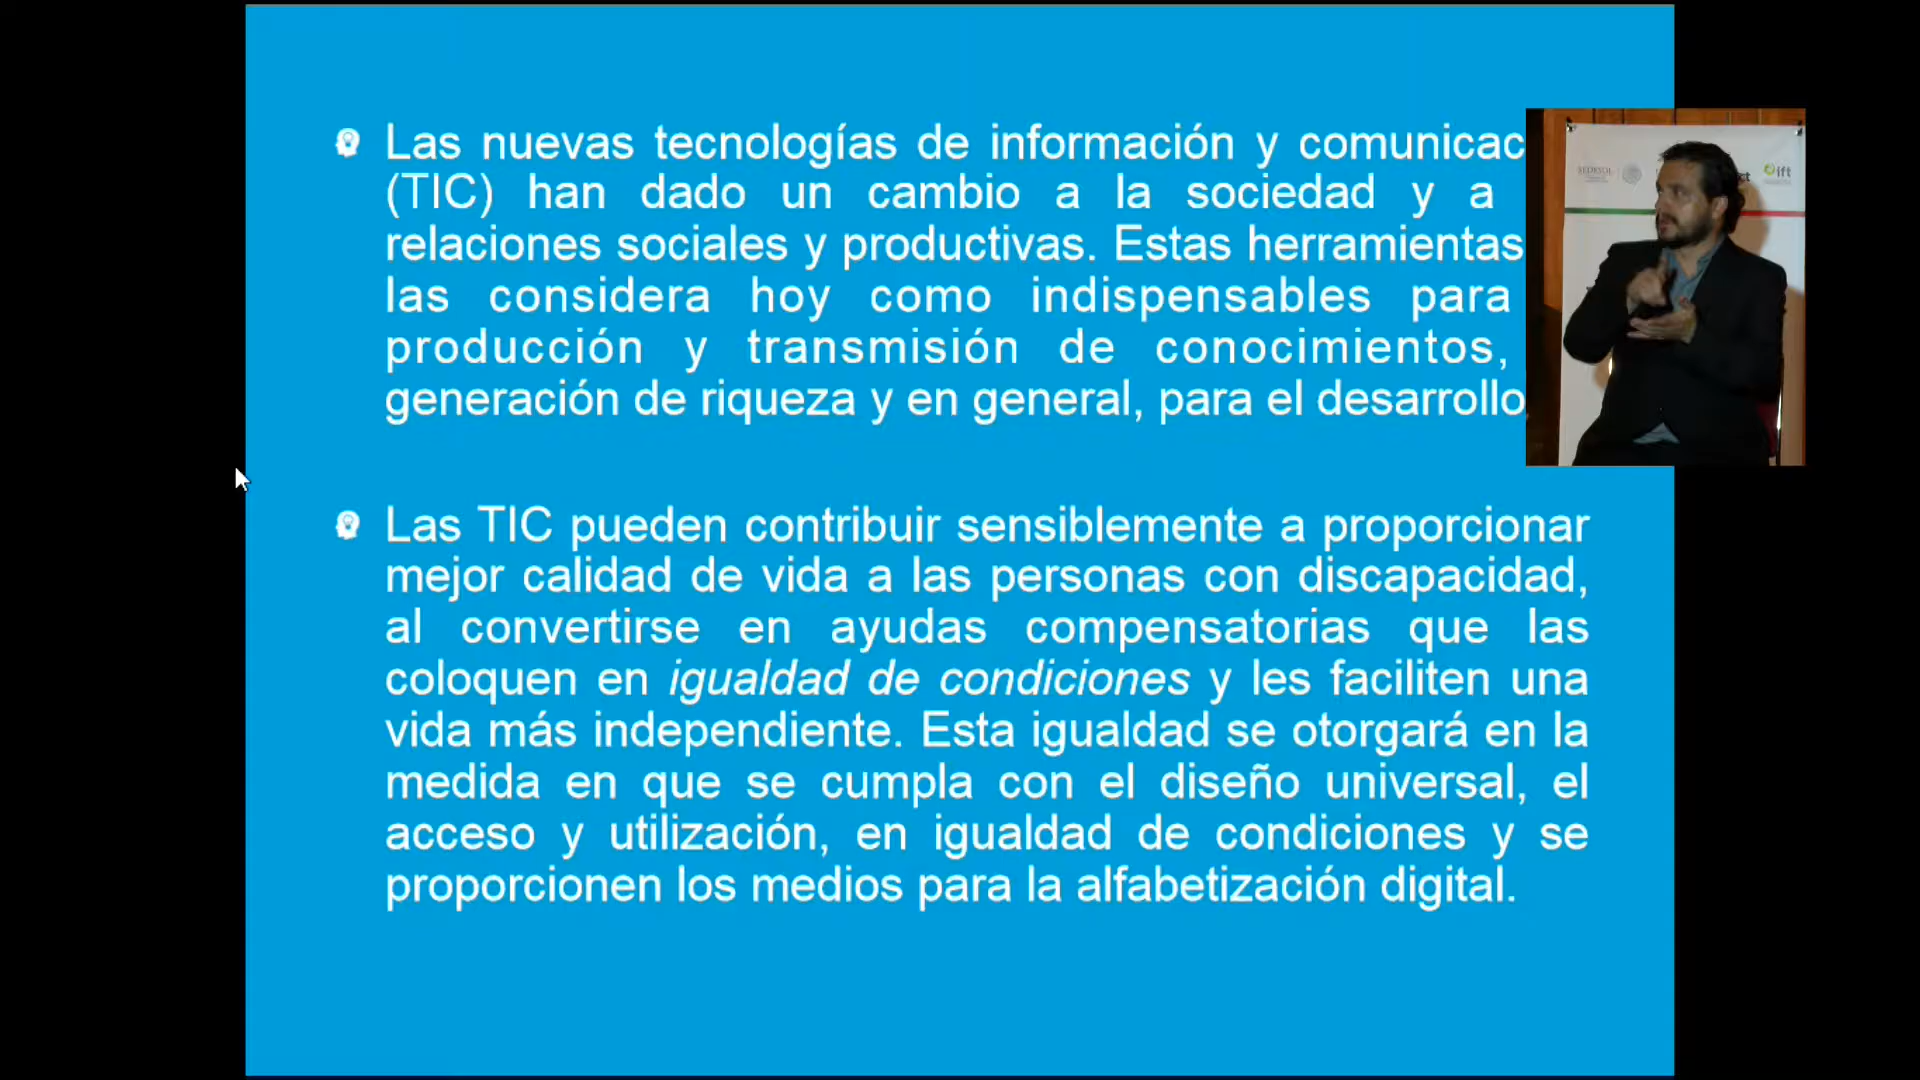 Las nuevas tecnologías de información y comunicac
(TIC) han dado un cambio a la sociedad y a
relaciones sociales y productivas. Estas herramientas
las considera hoy como indispensables para
producción y transmisión de conocimientos,
generación de riqueza y en general, para el desarrollo
SEDESOL
ct
ift
Las TIC pueden contribuir sensiblemente a proporcionar
mejor calidad de vida a las personas con discapacidad,
al convertirse en ayudas compensatorias que las
coloquen en igualdad de condiciones y les faciliten una
vida más independiente. Esta igualdad se otorgará en la
medida en que se cumpla con el diseño universal, el
acceso y utilización, en igualdad de condiciones y se
proporcionen los medios para la alfabetización digital.